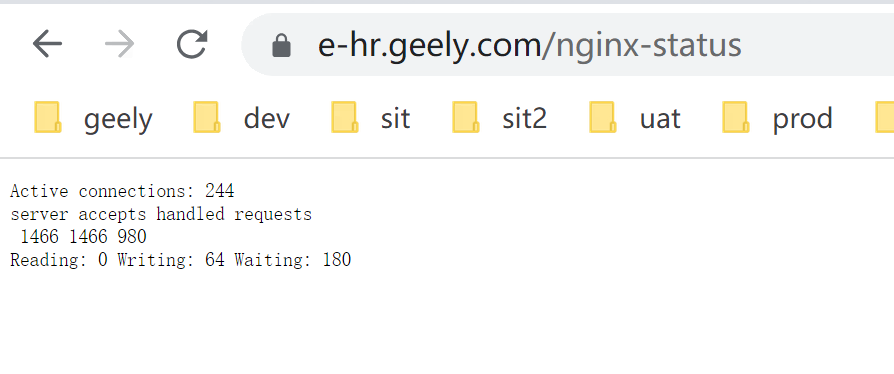 e-hr.geely.com/nginx-status
geely dev sit sit2 uat prod
Active connections: 244
server accepts handled requests
1466 1466 980
Reading: 0 Writing: 64 Waiting: 180